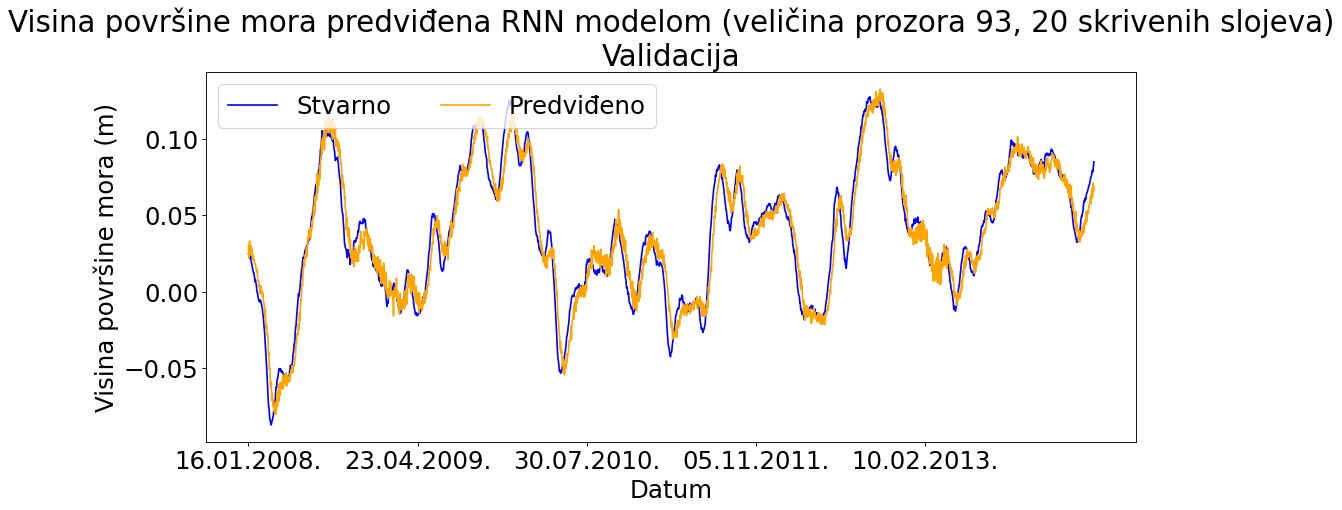 Visina površine mora predviđena RNN modelom (veličina prozora 93, 20 skrivenih slojeva)
Validacija
Stvarno Predviđeno
Visina površine mora (m)
0.10
0.05
0.00
−0.05
16.01.2008. 23.04.2009. 30.07.2010. 05.11.2011. 10.02.2013.
Datum